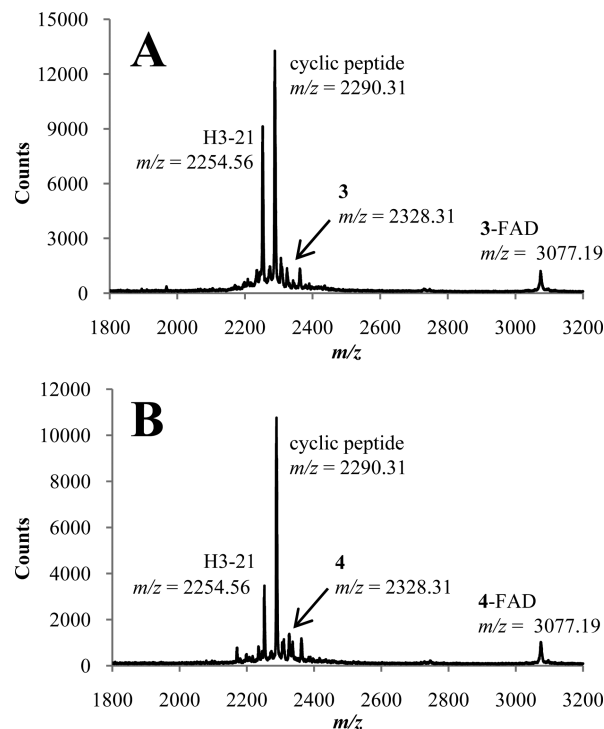 15000
A
cyclic peptide
m/z = 2290.31
12000
H3-21
m/z = 2254.56
9000
3
m/z = 2328.31
3-FAD
m/z = 3077.19
6000
3000
0
Counts
1800 2000 2200 2400 2600 2800 3000 3200
m/z
12000
B
cyclic peptide
m/z = 2290.31
10000
8000
H3-21
m/z = 2254.56
4
m/z = 2328.31
4-FAD
m/z = 3077.19
6000
4000
2000
0
Counts
1800 2000 2200 2400 2600 2800 3000 3200
m/z